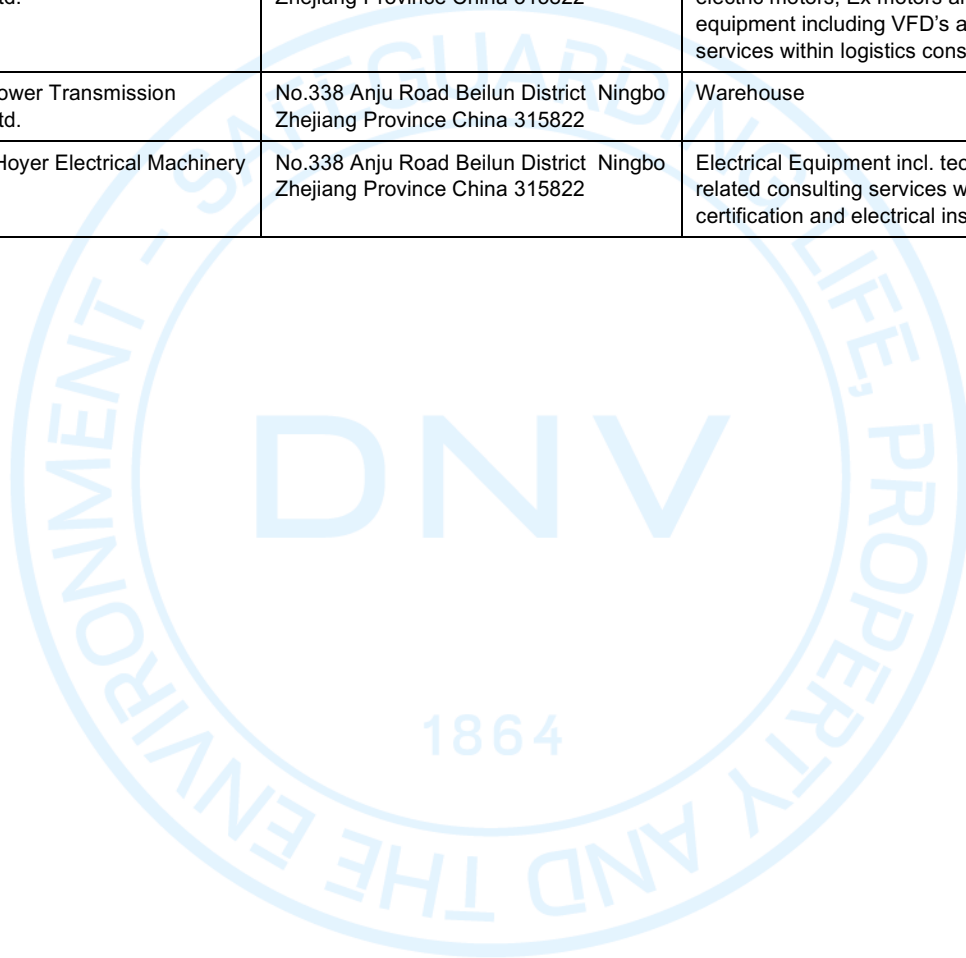 td.
Zhejiang Province China 315822
electric motors, Ex motors an
equipment including VFD's a
services within logistics cons
ower Transmission
td.
No.338 Anju Road Beilun District Ningbo
Zhejiang Province China 315822
Warehouse
Hoyer Electrical Machinery
No.338 Anju Road Beilun District Ningbo
Zhejiang Province China 315822
Electrical Equipment incl. tec
related consulting services w
certification and electrical ins
SAFEGUARDING LIFE, PROPERTY AND THE ENVIRONMENT -
DNV
1864